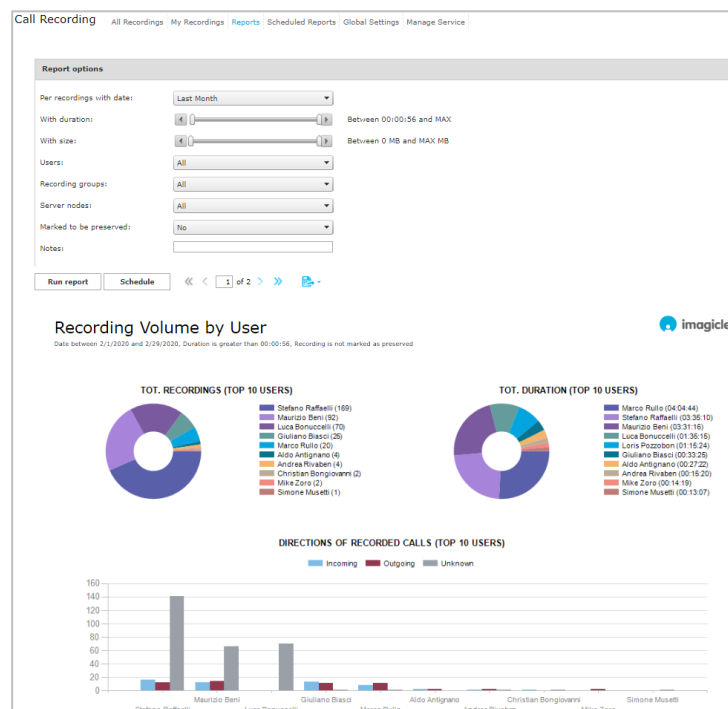 Call Recording All Recordings My Recordings Reports Scheduled Reports Global Settings Manage Service
Report options
Per recordings with date: Last Month
With duration: Between 00:00:56 and MAX
With size: Between 0 MB and MAX MB
Users: All
Recording groups: All
Server nodes: All
Marked to be preserved: No
Notes:
Run report Schedule 1 of 2
Recording Volume by User
imagicle
Date between 2/1/2020 and 2/29/2020, Duration is greater than 00:00:56, Recording is not marked as preserved
TOT. RECORDINGS (TOP 10 USERS)
Stefano Raffaelli (169)
Maurizio Beni (92)
Luca Bonuccelli (70)
Giuliano Biasci (25)
Marco Rullo (20)
Aldo Antignano (4)
Andrea Rivaben (4)
Christian Bongiovanni (2)
Mike Zoro (2)
Simone Musetti (1)
TOT. DURATION (TOP 10 USERS)
Marco Rullo (04:04:44)
Stefano Raffaelli (03:35:10)
Maurizio Beni (03:31:16)
Luca Bonuccelli (01:35:15)
Loris Pozzobon (01:15:24)
Giuliano Biasci (00:33:25)
Aldo Antignano (00:27:22)
Andrea Rivaben (00:15:20)
Mike Zoro (00:14:19)
Simone Musetti (00:13:07)
DIRECTIONS OF RECORDED CALLS (TOP 10 USERS)
Incoming Outgoing Unknown
160
140
120
100
80
60
40
20
0
Maurizio Beni Giuliano Biasci Aldo Antignano Christian Bongiovanni Simone Musetti